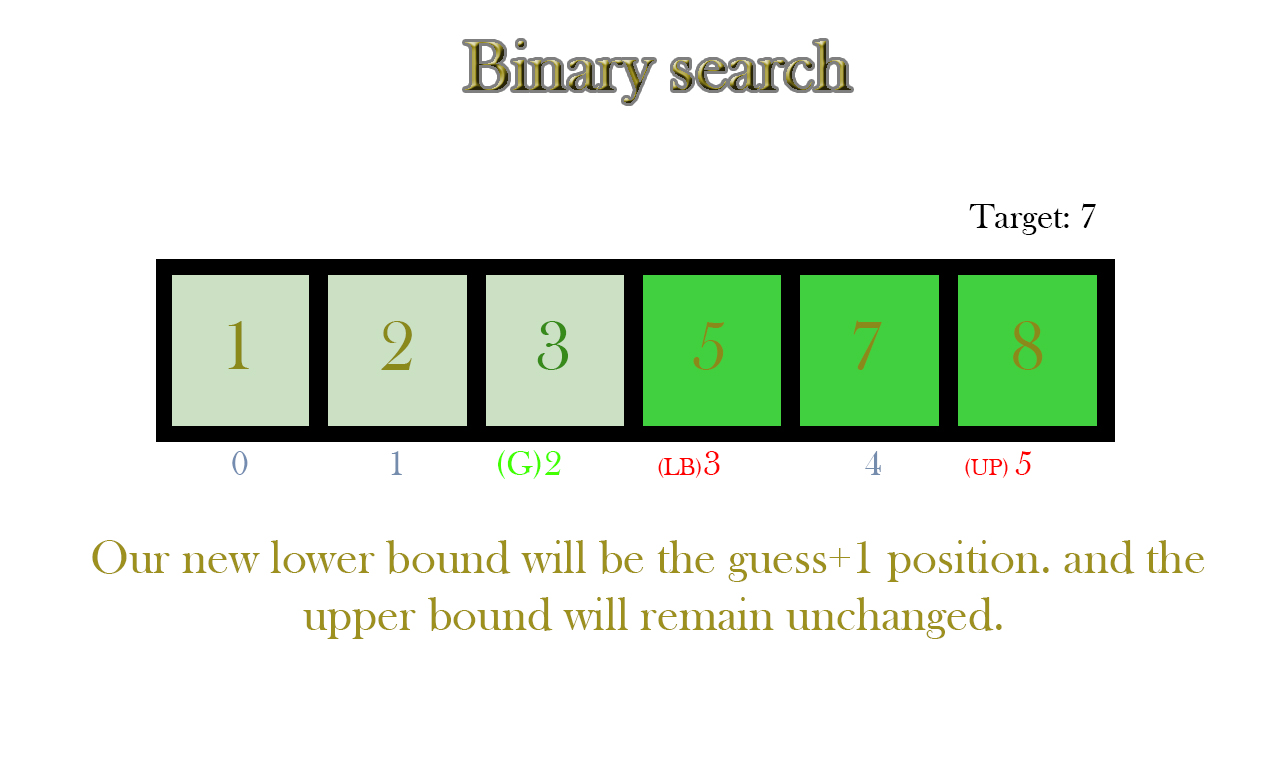 Binary search
Target: 7
1 2 3 5 7 8
0 1 (G)2 (LB)3 4 (UP) 5
Our new lower bound will be the guess+1 position. and the
upper bound will remain unchanged.